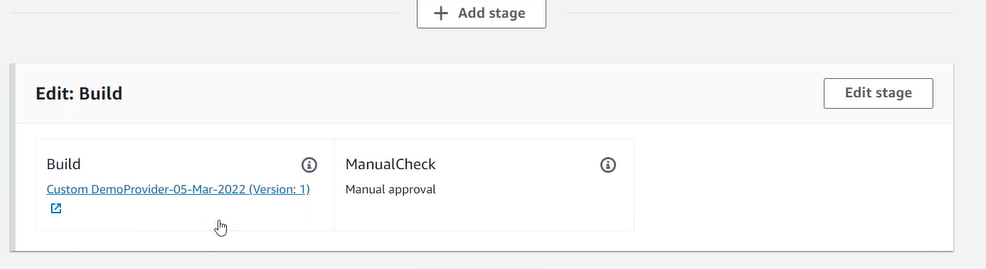 + Add stage
Edit: Build
Edit stage
Build
Custom DemoProvider-05-Mar-2022 (Version: 1)
ManualCheck
Manual approval